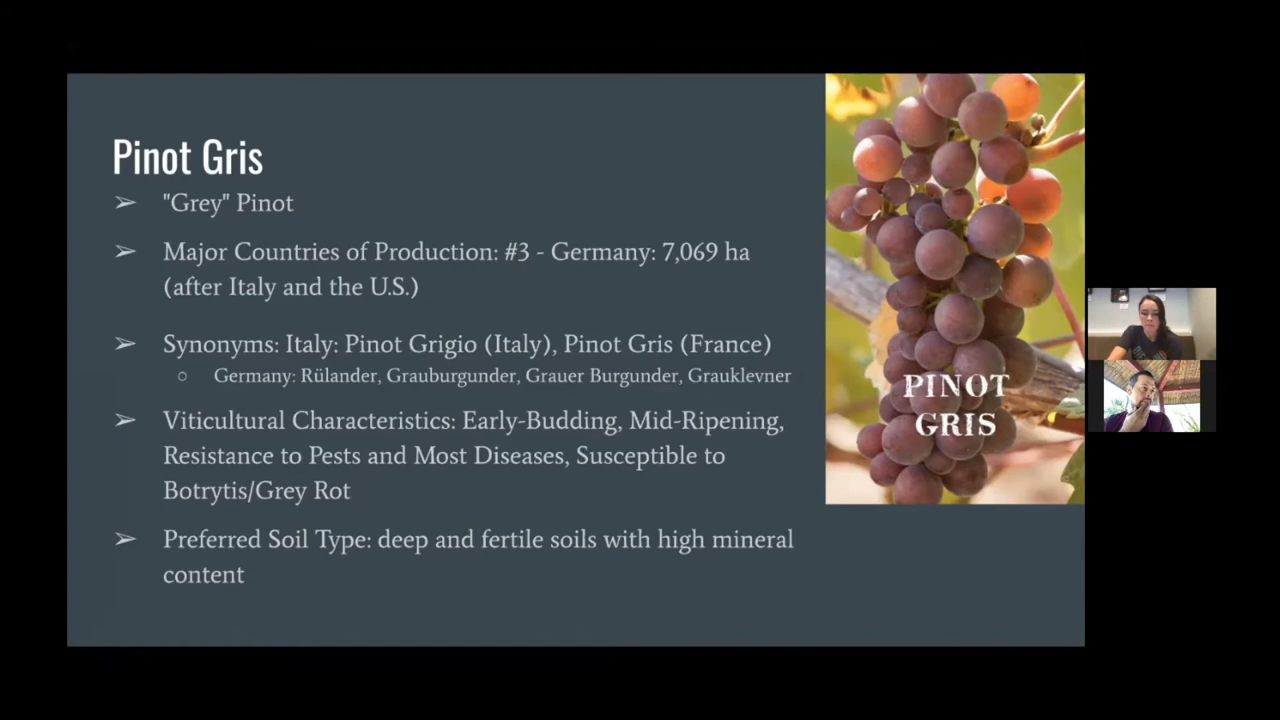 Pinot Gris
➢ "Grey" Pinot
➢ Major Countries of Production: #3 - Germany: 7,069 ha
(after Italy and the U.S.)
➢ Synonyms: Italy: Pinot Grigio (Italy), Pinot Gris (France)
○ Germany: Rülander, Grauburgunder, Grauer Burgunder, Grauklevner
➢ Viticultural Characteristics: Early-Budding, Mid-Ripening,
Resistance to Pests and Most Diseases, Susceptible to
Botrytis/Grey Rot
➢ Preferred Soil Type: deep and fertile soils with high mineral
content
PINOT
GRIS